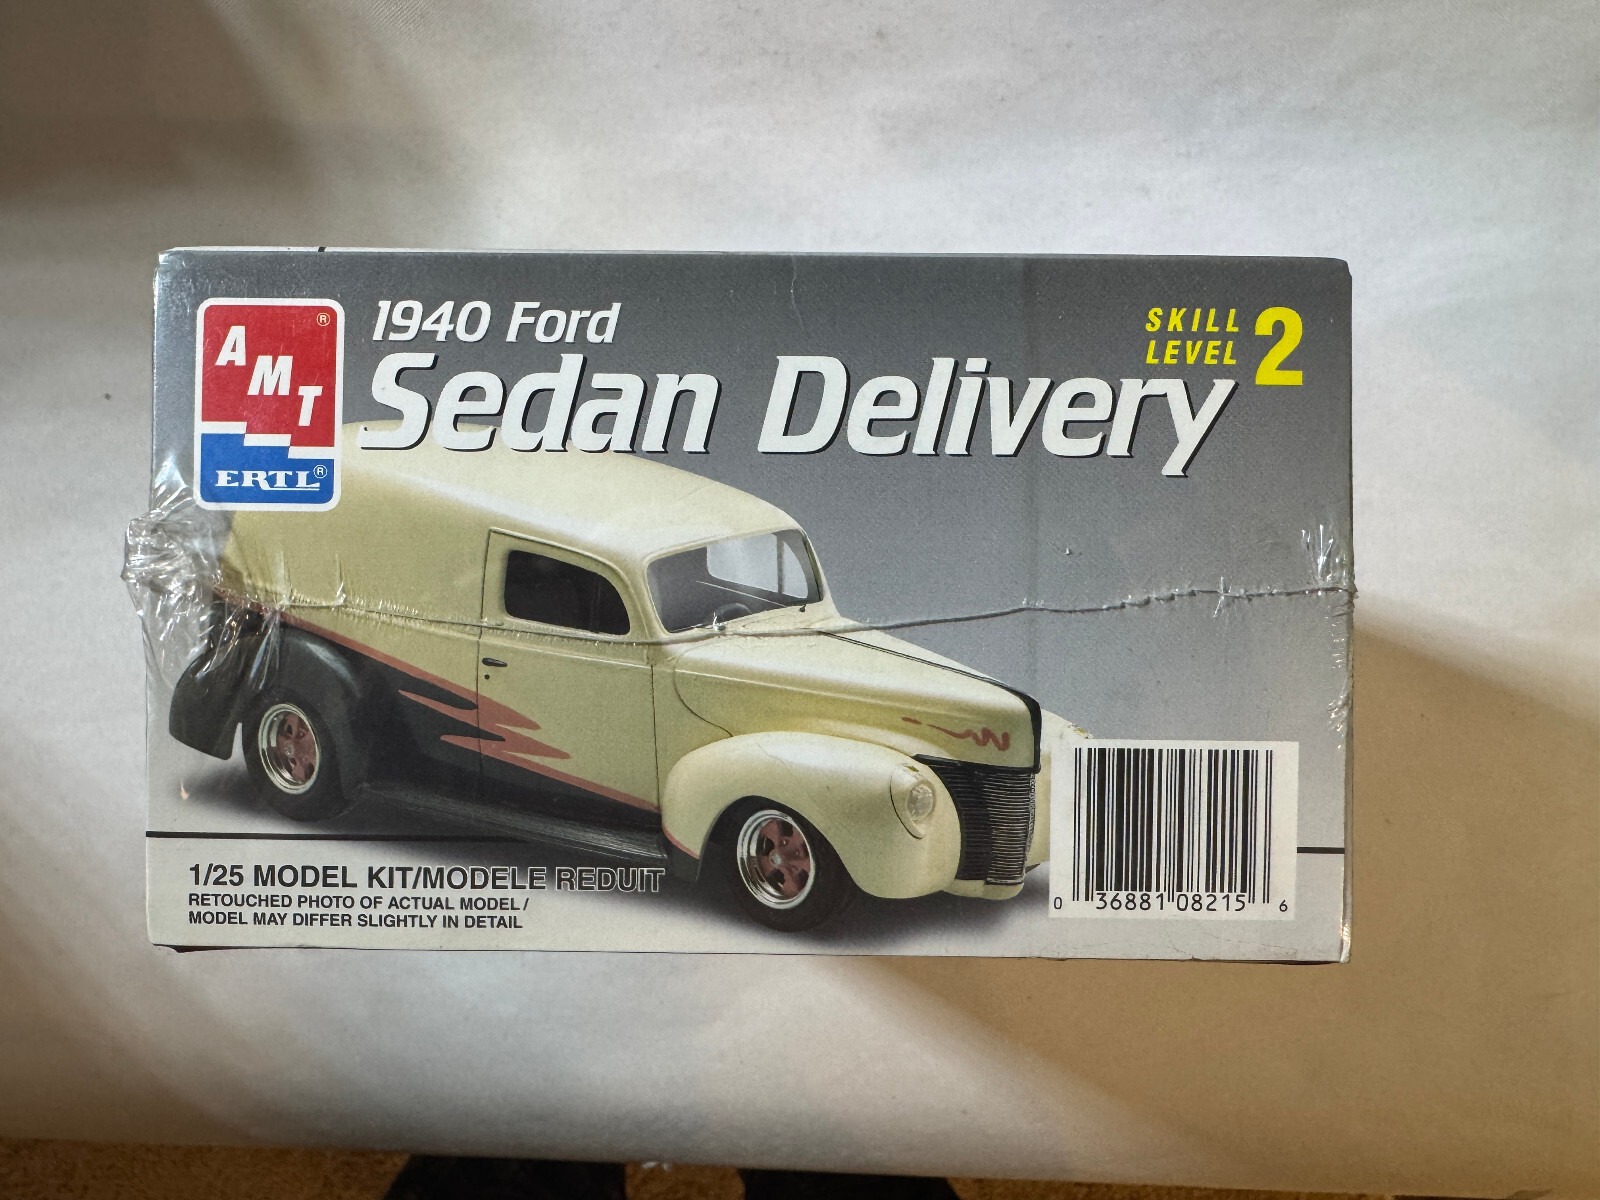 AMT
®
ERTL®
1940 Ford
Sedan Delivery
SKILL
LEVEL 2
1/25 MODEL KIT/MODELE REDUIT
RETOUCHED PHOTO OF ACTUAL MODEL /
MODEL MAY DIFFER SLIGHTLY IN DETAIL
0 36881 08215 6